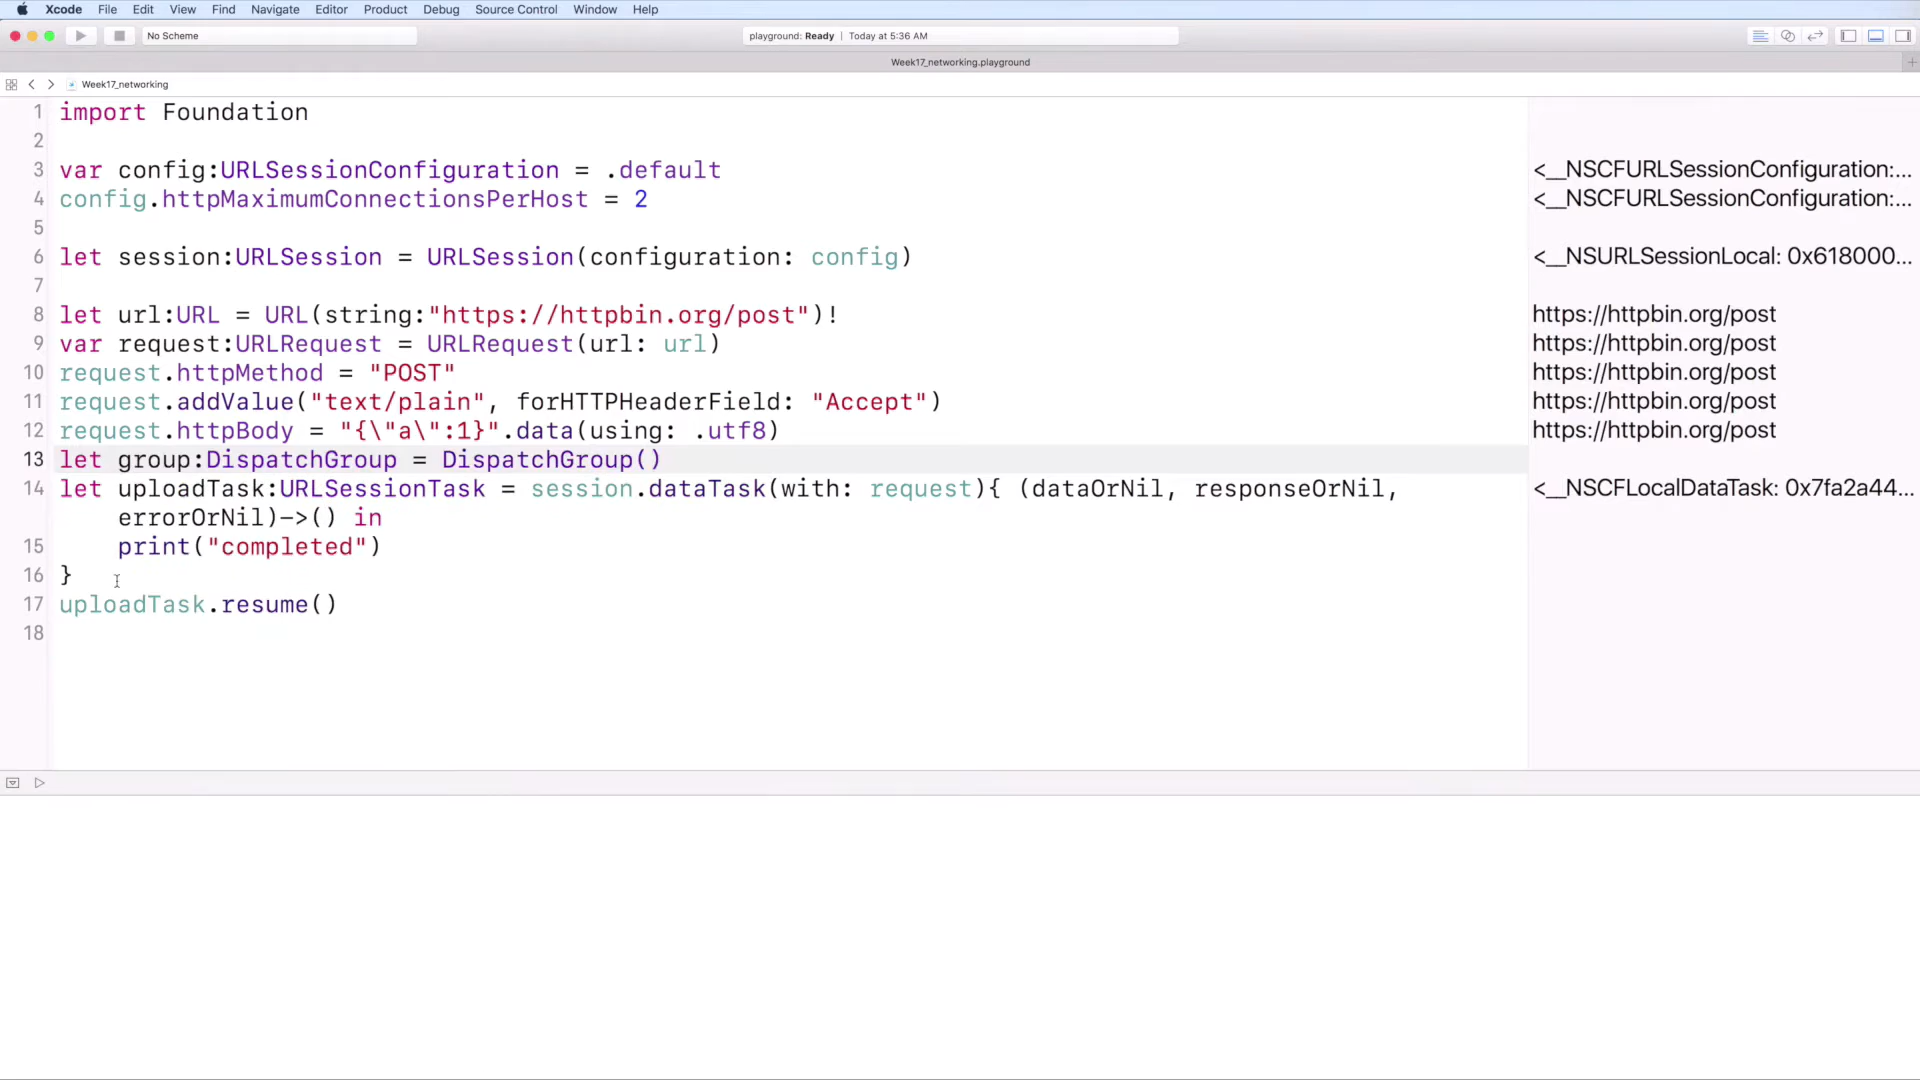 Xcode File Edit View Find Navigate Editor Product Debug Source Control Window Help
No Scheme
playground: Ready | Today at 5:36 AM
Week17_networking.playground
Week17_networking
1 import Foundation
2
3 var config:URLSessionConfiguration = .default
<__NSCFURLSessionConfiguration:...
4 config.httpMaximumConnectionsPerHost = 2
<__NSCFURLSessionConfiguration:...
5
6 let session:URLSession = URLSession(configuration: config)
<__NSURLSessionLocal: 0x618000...
7
8 let url:URL = URL(string:"https://httpbin.org/post")!
https://httpbin.org/post
9 var request:URLRequest = URLRequest(url: url)
https://httpbin.org/post
10 request.httpMethod = "POST"
https://httpbin.org/post
11 request.addValue("text/plain", forHTTPHeaderField: "Accept")
https://httpbin.org/post
12 request.httpBody = "{\"a\":1}".data(using: .utf8)
https://httpbin.org/post
13 let group:DispatchGroup = DispatchGroup()
14 let uploadTask:URLSessionTask = session.dataTask(with: request){ (dataOrNil, responseOrNil,
<__NSCFLocalDataTask: 0x7fa2a44...
errorOrNil)->() in
15 print("completed")
16 }
17 uploadTask.resume()
18